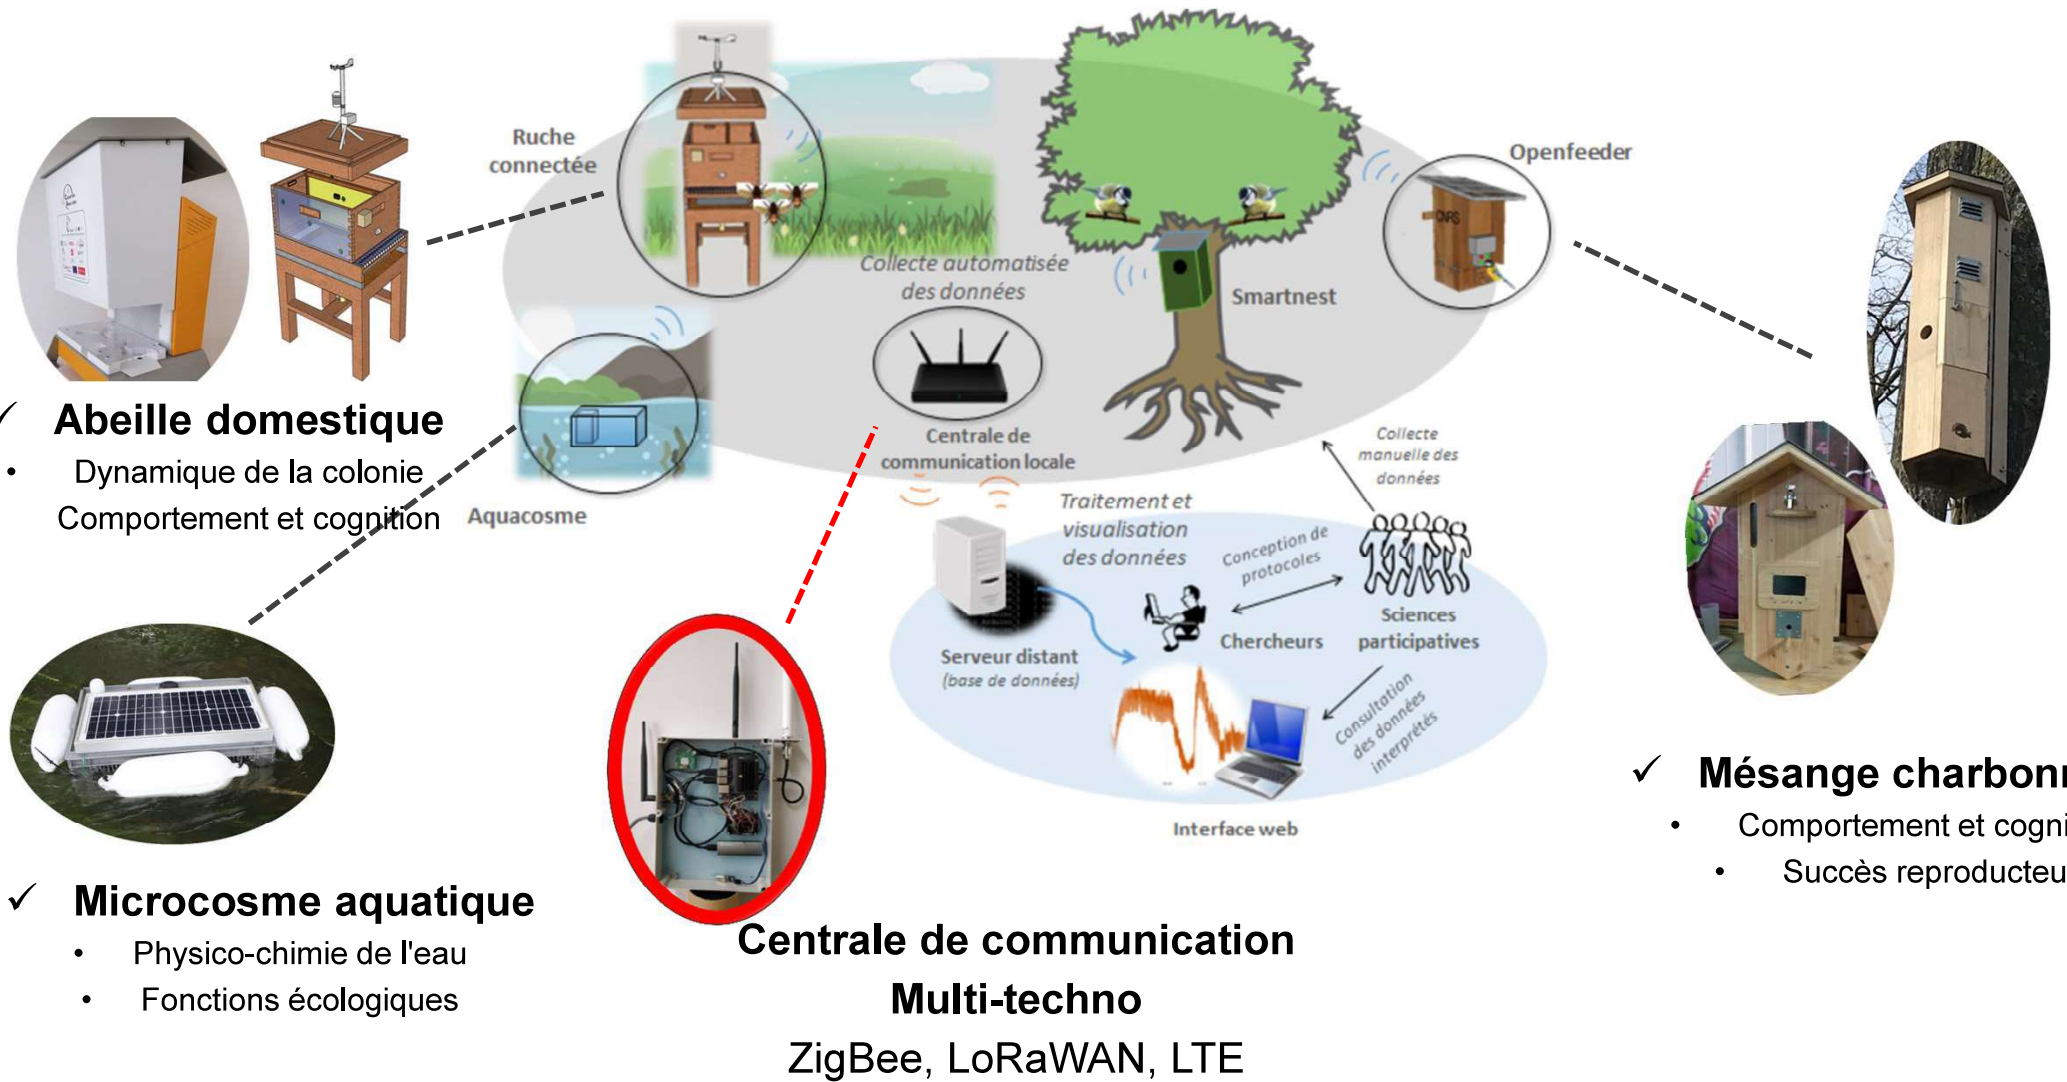 Ruche
connectée
Openfeeder
CNRS
Collecte automatisée
des données
Smartnest
Centrale de
communication locale
Aquacosme
Collecte
manuelle des
données
Traitement et
visualisation
des données
Conception de
protocoles
Serveur distant
(base de données)
Chercheurs
Sciences
participatives
Consultation
des données
interprétés
Interface web
✓ Abeille domestique
• Dynamique de la colonie
Comportement et cognition
✓ Microcosme aquatique
• Physico-chimie de l'eau
• Fonctions écologiques
Centrale de communication
Multi-techno
ZigBee, LoRaWAN, LTE
✓ Mésange charbon
• Comportement et cogni
• Succès reproducteu